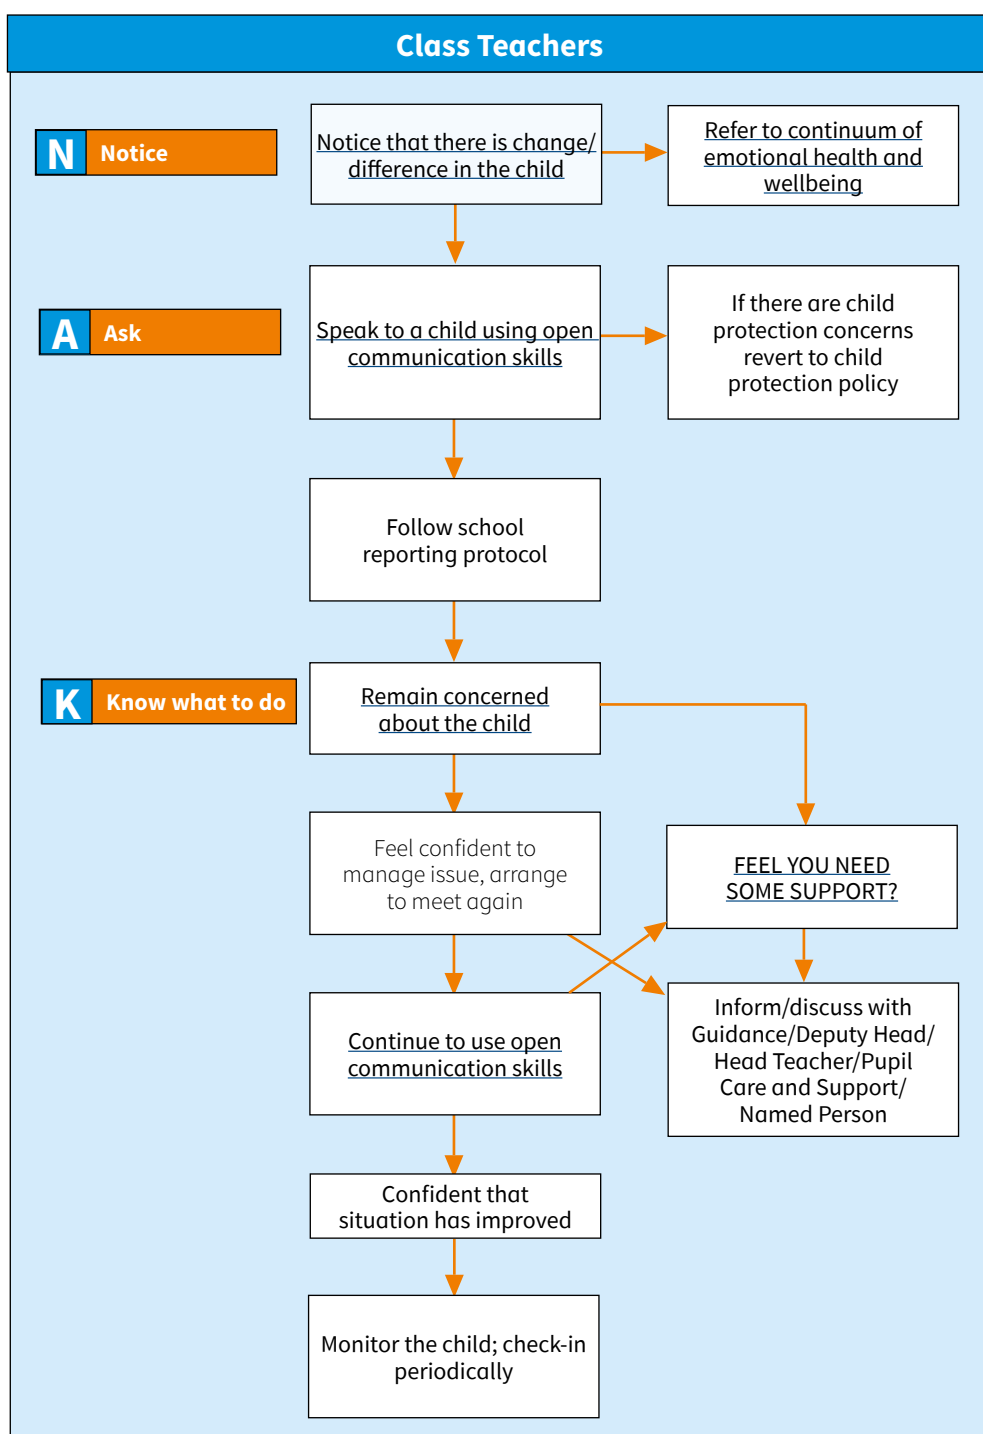 Class Teachers
N Notice
Notice that there is change/
difference in the child
Refer to continuum of
emotional health and
wellbeing
A Ask
Speak to a child using open
communication skills
If there are child
protection concerns
revert to child
protection policy
Follow school
reporting protocol
K Know what to do
Remain concerned
about the child
Feel confident to
manage issue, arrange
to meet again
FEEL YOU NEED
SOME SUPPORT?
Continue to use open
communication skills
Inform/discuss with
Guidance/Deputy Head/
Head Teacher/Pupil
Care and Support/
Named Person
Confident that
situation has improved
Monitor the child; check-in
periodically